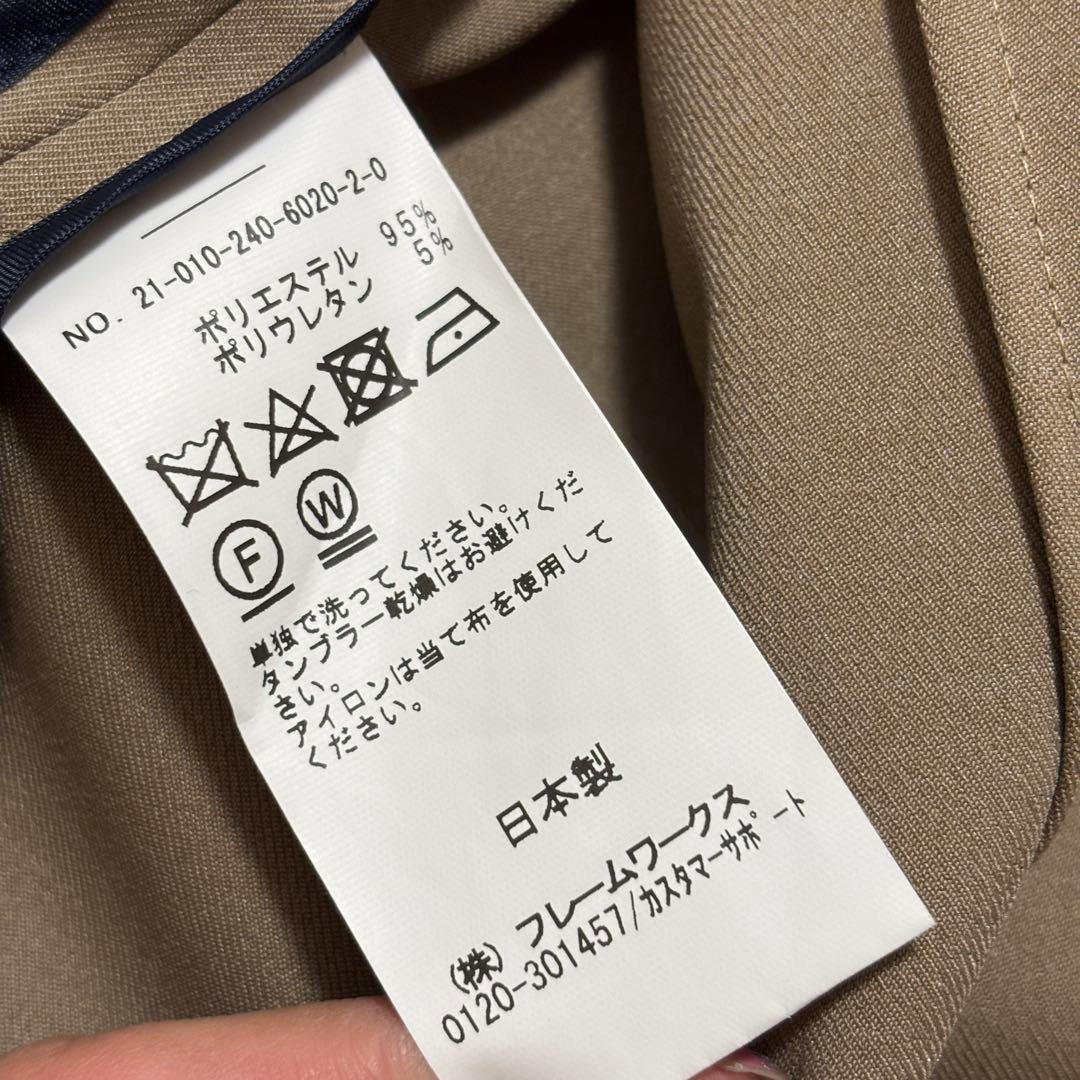 NO. 21-010-240-6020-2-0
ポリエステル 95%
ポリウレタン 5%
F W
単独で洗ってください。
タンブラー乾燥はお避けくだ
さい。
アイロンは当て布を使用して
ください。
日本製
(株)フレームワークス
0120-301457/カスタマーサポート